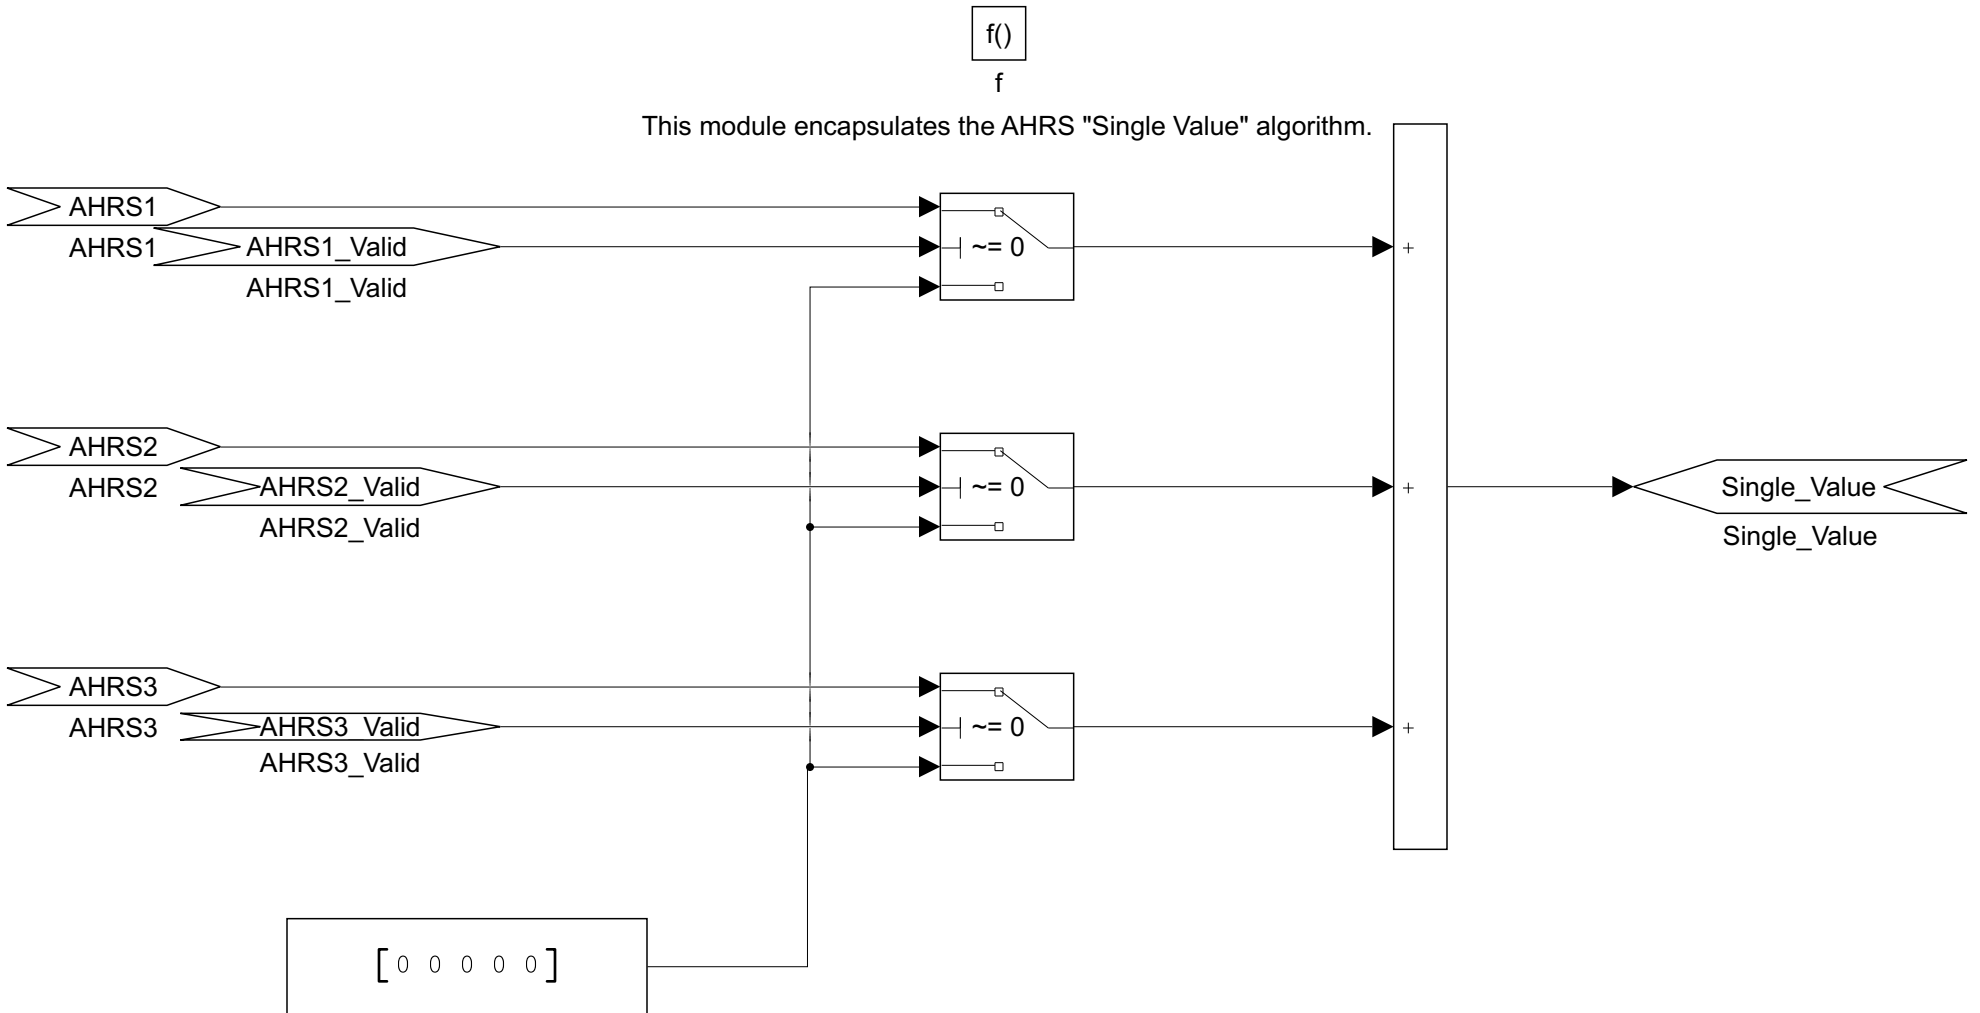 f()
f
This module encapsulates the AHRS "Single Value" algorithm.
AHRS1
AHRS1
AHRS1_Valid
AHRS1_Valid
~= 0
+
AHRS2
AHRS2
AHRS2_Valid
AHRS2_Valid
~= 0
+
Single_Value
Single_Value
AHRS3
AHRS3
AHRS3_Valid
AHRS3_Valid
~= 0
+
[0 0 0 0 0]